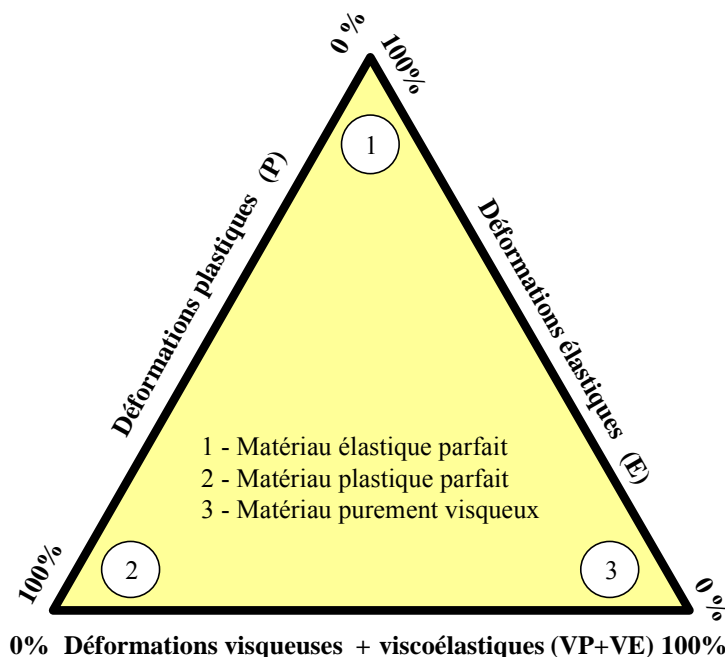 0 %
100%
1
Déformations plastiques (P)
Déformations élastiques (E)
1 - Matériau élastique parfait
2 - Matériau plastique parfait
3 - Matériau purement visqueux
100%
2
3
0 %
0% Déformations visqueuses + viscoélastiques (VP+VE) 100%